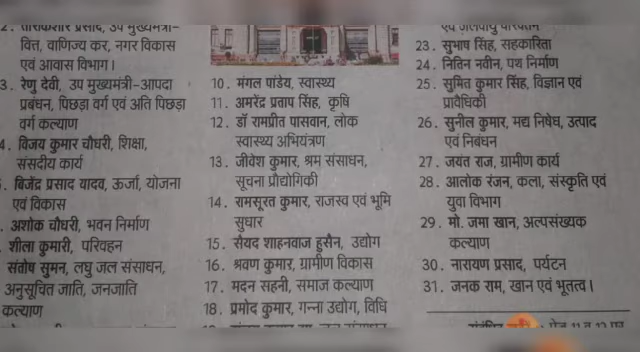 2. तारकिशोर प्रसाद, उप मुख्यमंत्री-
वित्त, वाणिज्य कर, नगर विकास
एवं आवास विभाग।
3. रेणु देवी, उप मुख्यमंत्री-आपदा
प्रबंधन, पिछड़ा वर्ग एवं अति पिछड़ा
वर्ग कल्याण
4. विजय कुमार चौधरी, शिक्षा,
संसदीय कार्य
. बिजेंद्र प्रसाद यादव, ऊर्जा, योजना
एवं विकास
. अशोक चौधरी, भवन निर्माण
. शीला कुमारी, परिवहन
संतोष सुमन, लघु जल संसाधन,
अनुसूचित जाति, जनजाति
कल्याण
10. मंगल पांडेय, स्वास्थ्य
11. अमरेंद्र प्रताप सिंह, कृषि
12. डॉ रामप्रीत पासवान, लोक
स्वास्थ्य अभियंत्रण
13. जीवेश कुमार, श्रम संसाधन,
सूचना प्रौद्योगिकी
14. रामसूरत कुमार, राजस्व एवं भूमि
सुधार
15. सैयद शाहनवाज हुसैन, उद्योग
16. श्रवण कुमार, ग्रामीण विकास
17. मदन सहनी, समाज कल्याण
18. प्रमोद कुमार, गन्ना उद्योग, विधि
एवं जलवायु परिवर्तन
23. सुभाष सिंह, सहकारिता
24. नितिन नवीन, पथ निर्माण
25. सुमित कुमार सिंह, विज्ञान एवं
प्रावैधिकी
26. सुनील कुमार, मद्य निषेध, उत्पाद
एवं निबंधन
27. जयंत राज, ग्रामीण कार्य
28. आलोक रंजन, कला, संस्कृति एवं
युवा विभाग
29. मो. जमा खान, अल्पसंख्यक
कल्याण
30. नारायण प्रसाद, पर्यटन
31. जनक राम, खान एवं भूतत्व।